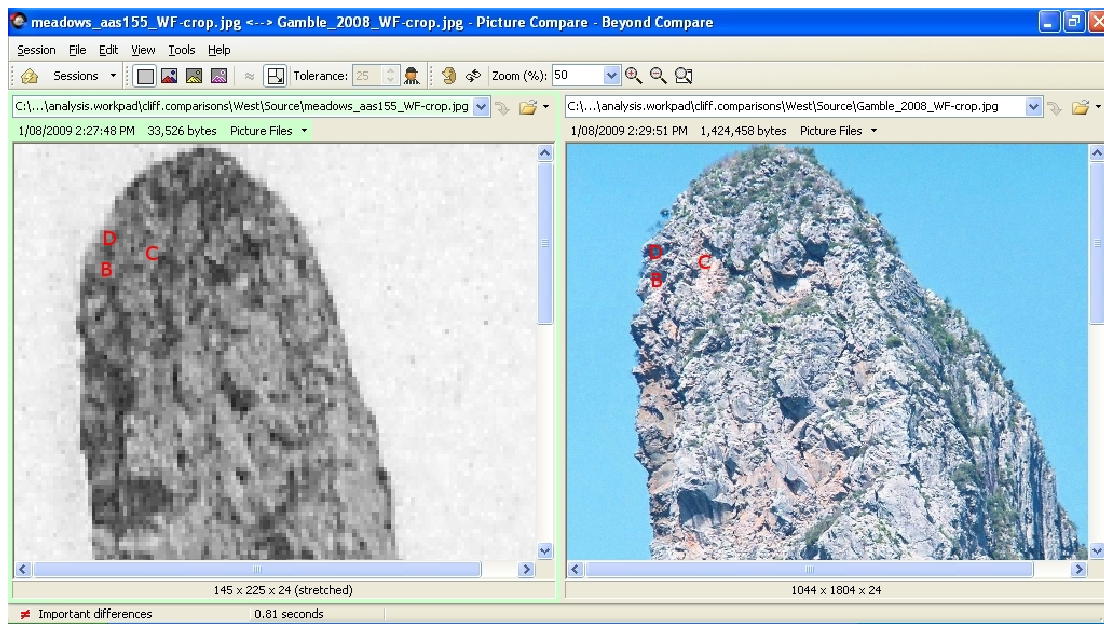 meadows_aas155_WF-crop.jpg <--> Gamble_2008_WF-crop.jpg - Picture Compare - Beyond Compare
Session File Edit View Tools Help
Sessions Tolerance: 25 Zoom (%): 50
C:\...\analysis.workpad\cliff.comparisons\West\Source\meadows_aas155_WF-crop.jpg
C:\...\analysis.workpad\cliff.comparisons\West\Source\Gamble_2008_WF-crop.jpg
1/08/2009 2:27:48 PM 33,526 bytes Picture Files
1/08/2009 2:29:51 PM 1,424,458 bytes Picture Files
D
C
B
D
C
B
145 x 225 x 24 (stretched)
1044 x 1804 x 24
Important differences 0.81 seconds